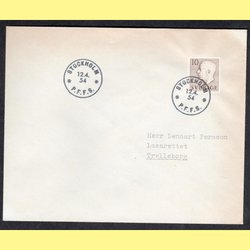 STOCKHOLM
12.4.
54
P.F.F.S.
10
STOCKHOLM
12.4.
54
P.F.F.S.
Herr Lennart Persson
Lasarettet
Trelleborg